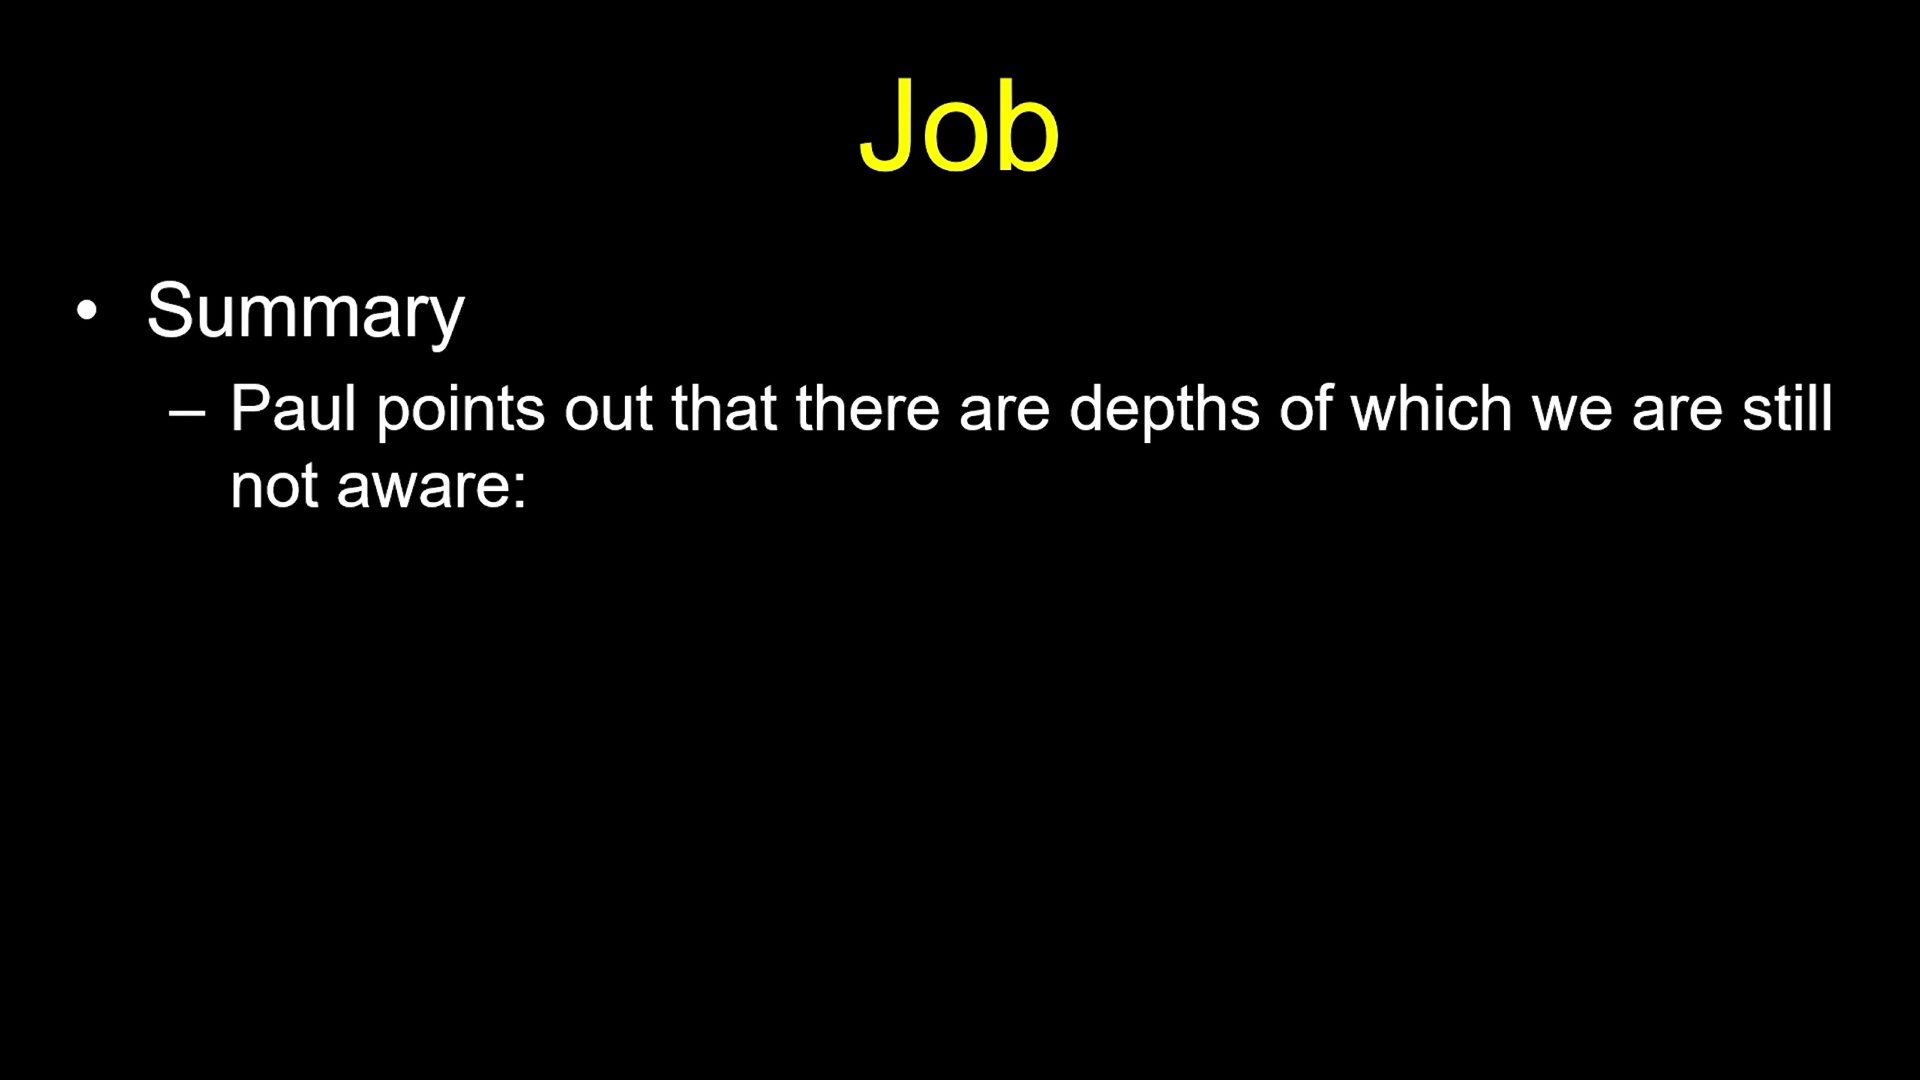 Job
• Summary
– Paul points out that there are depths of which we are still
not aware: